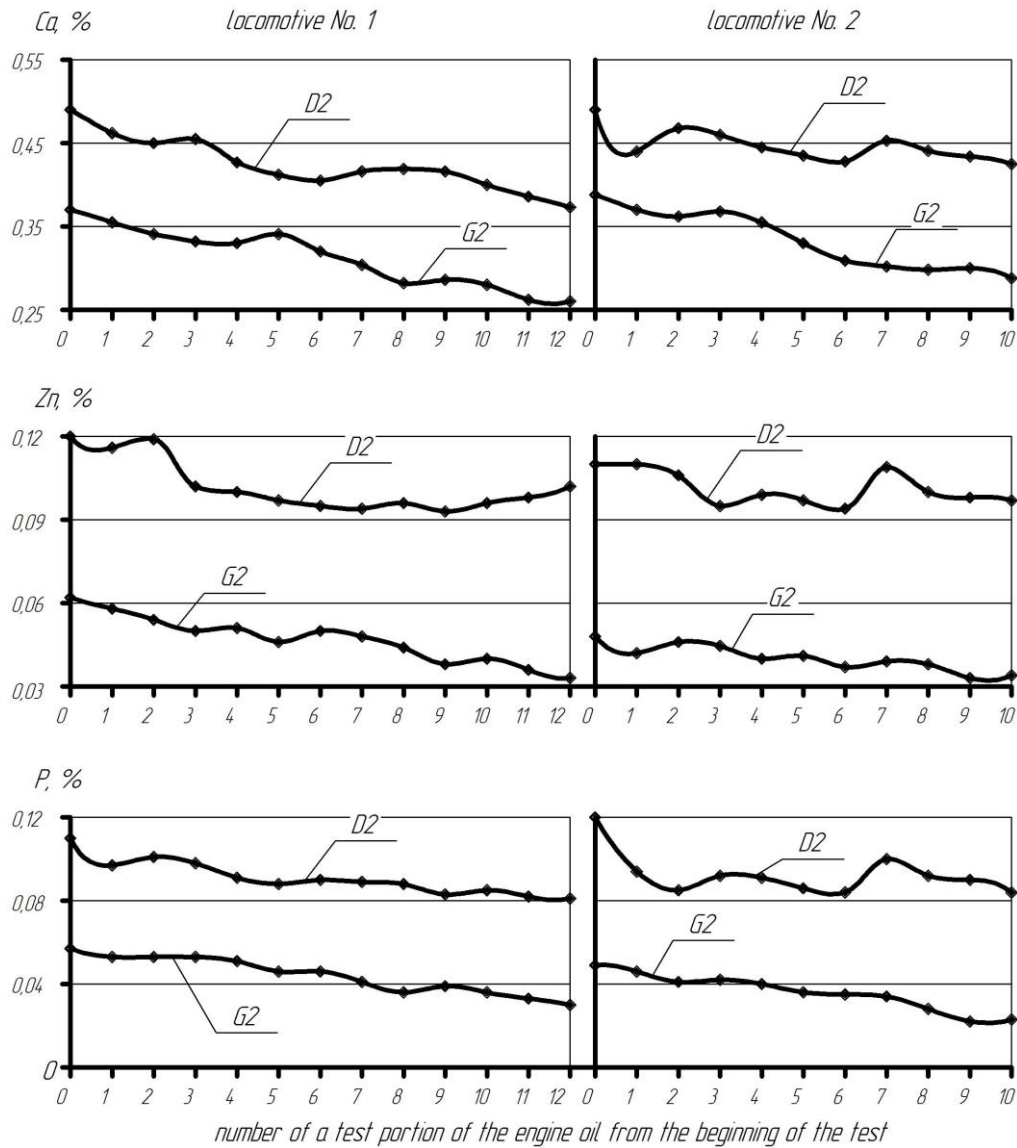 Ca, %
locomotive No. 1
locomotive No. 2
0,55
0,45
0,35
0,25
D2
G2
D2
G2
0 1 2 3 4 5 6 7 8 9 10 11 12
0 1 2 3 4 5 6 7 8 9 10
Zn, %
0,12
0,09
0,06
0,03
D2
G2
D2
G2
0 1 2 3 4 5 6 7 8 9 10 11 12
0 1 2 3 4 5 6 7 8 9 10
P, %
0,12
0,08
0,04
0
D2
G2
D2
G2
0 1 2 3 4 5 6 7 8 9 10 11 12
0 1 2 3 4 5 6 7 8 9 10
number of a test portion of the engine oil from the beginning of the test